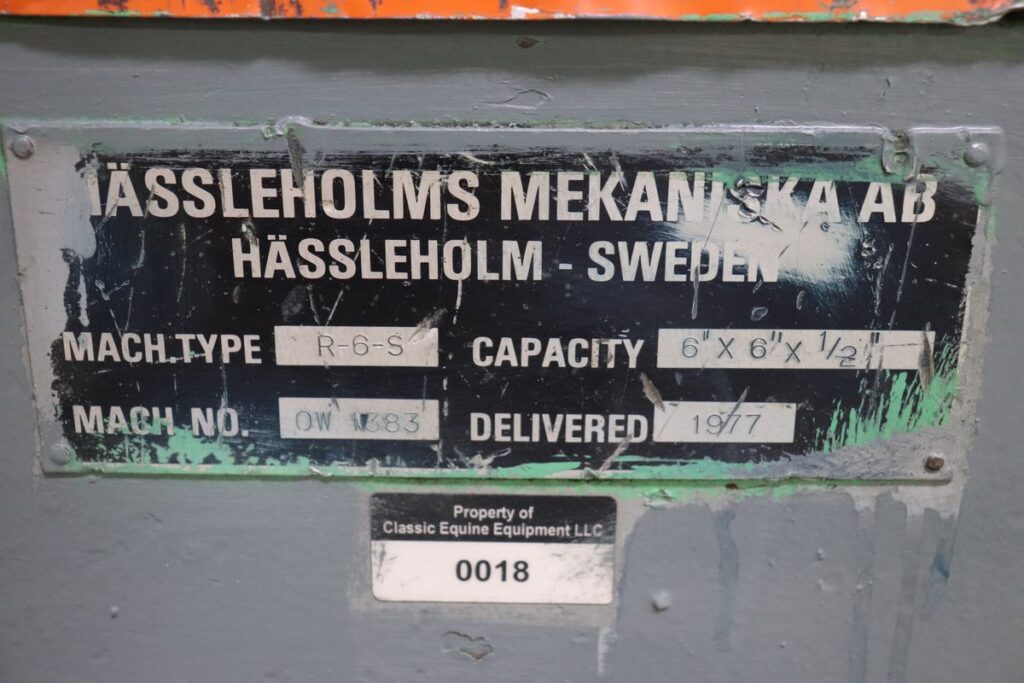 HÄSSLEHOLMS MEKANISKA AB
HÄSSLEHOLM - SWEDEN
MACH.TYPE R-6-S CAPACITY 6" X 6" X 1/2"
MACH NO. OW 1383 DELIVERED 1977
Property of
Classic Equine Equipment LLC
0018